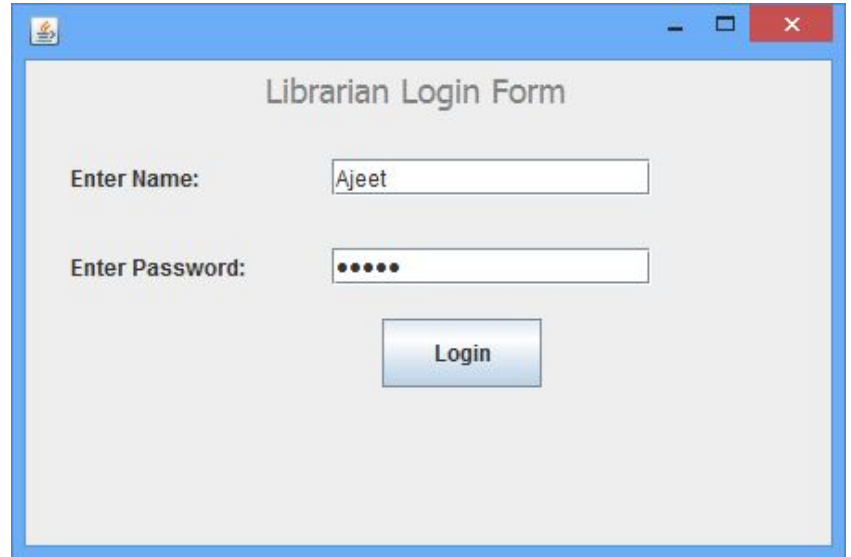 Librarian Login Form
Enter Name: Ajeet
Enter Password: •••••
Login